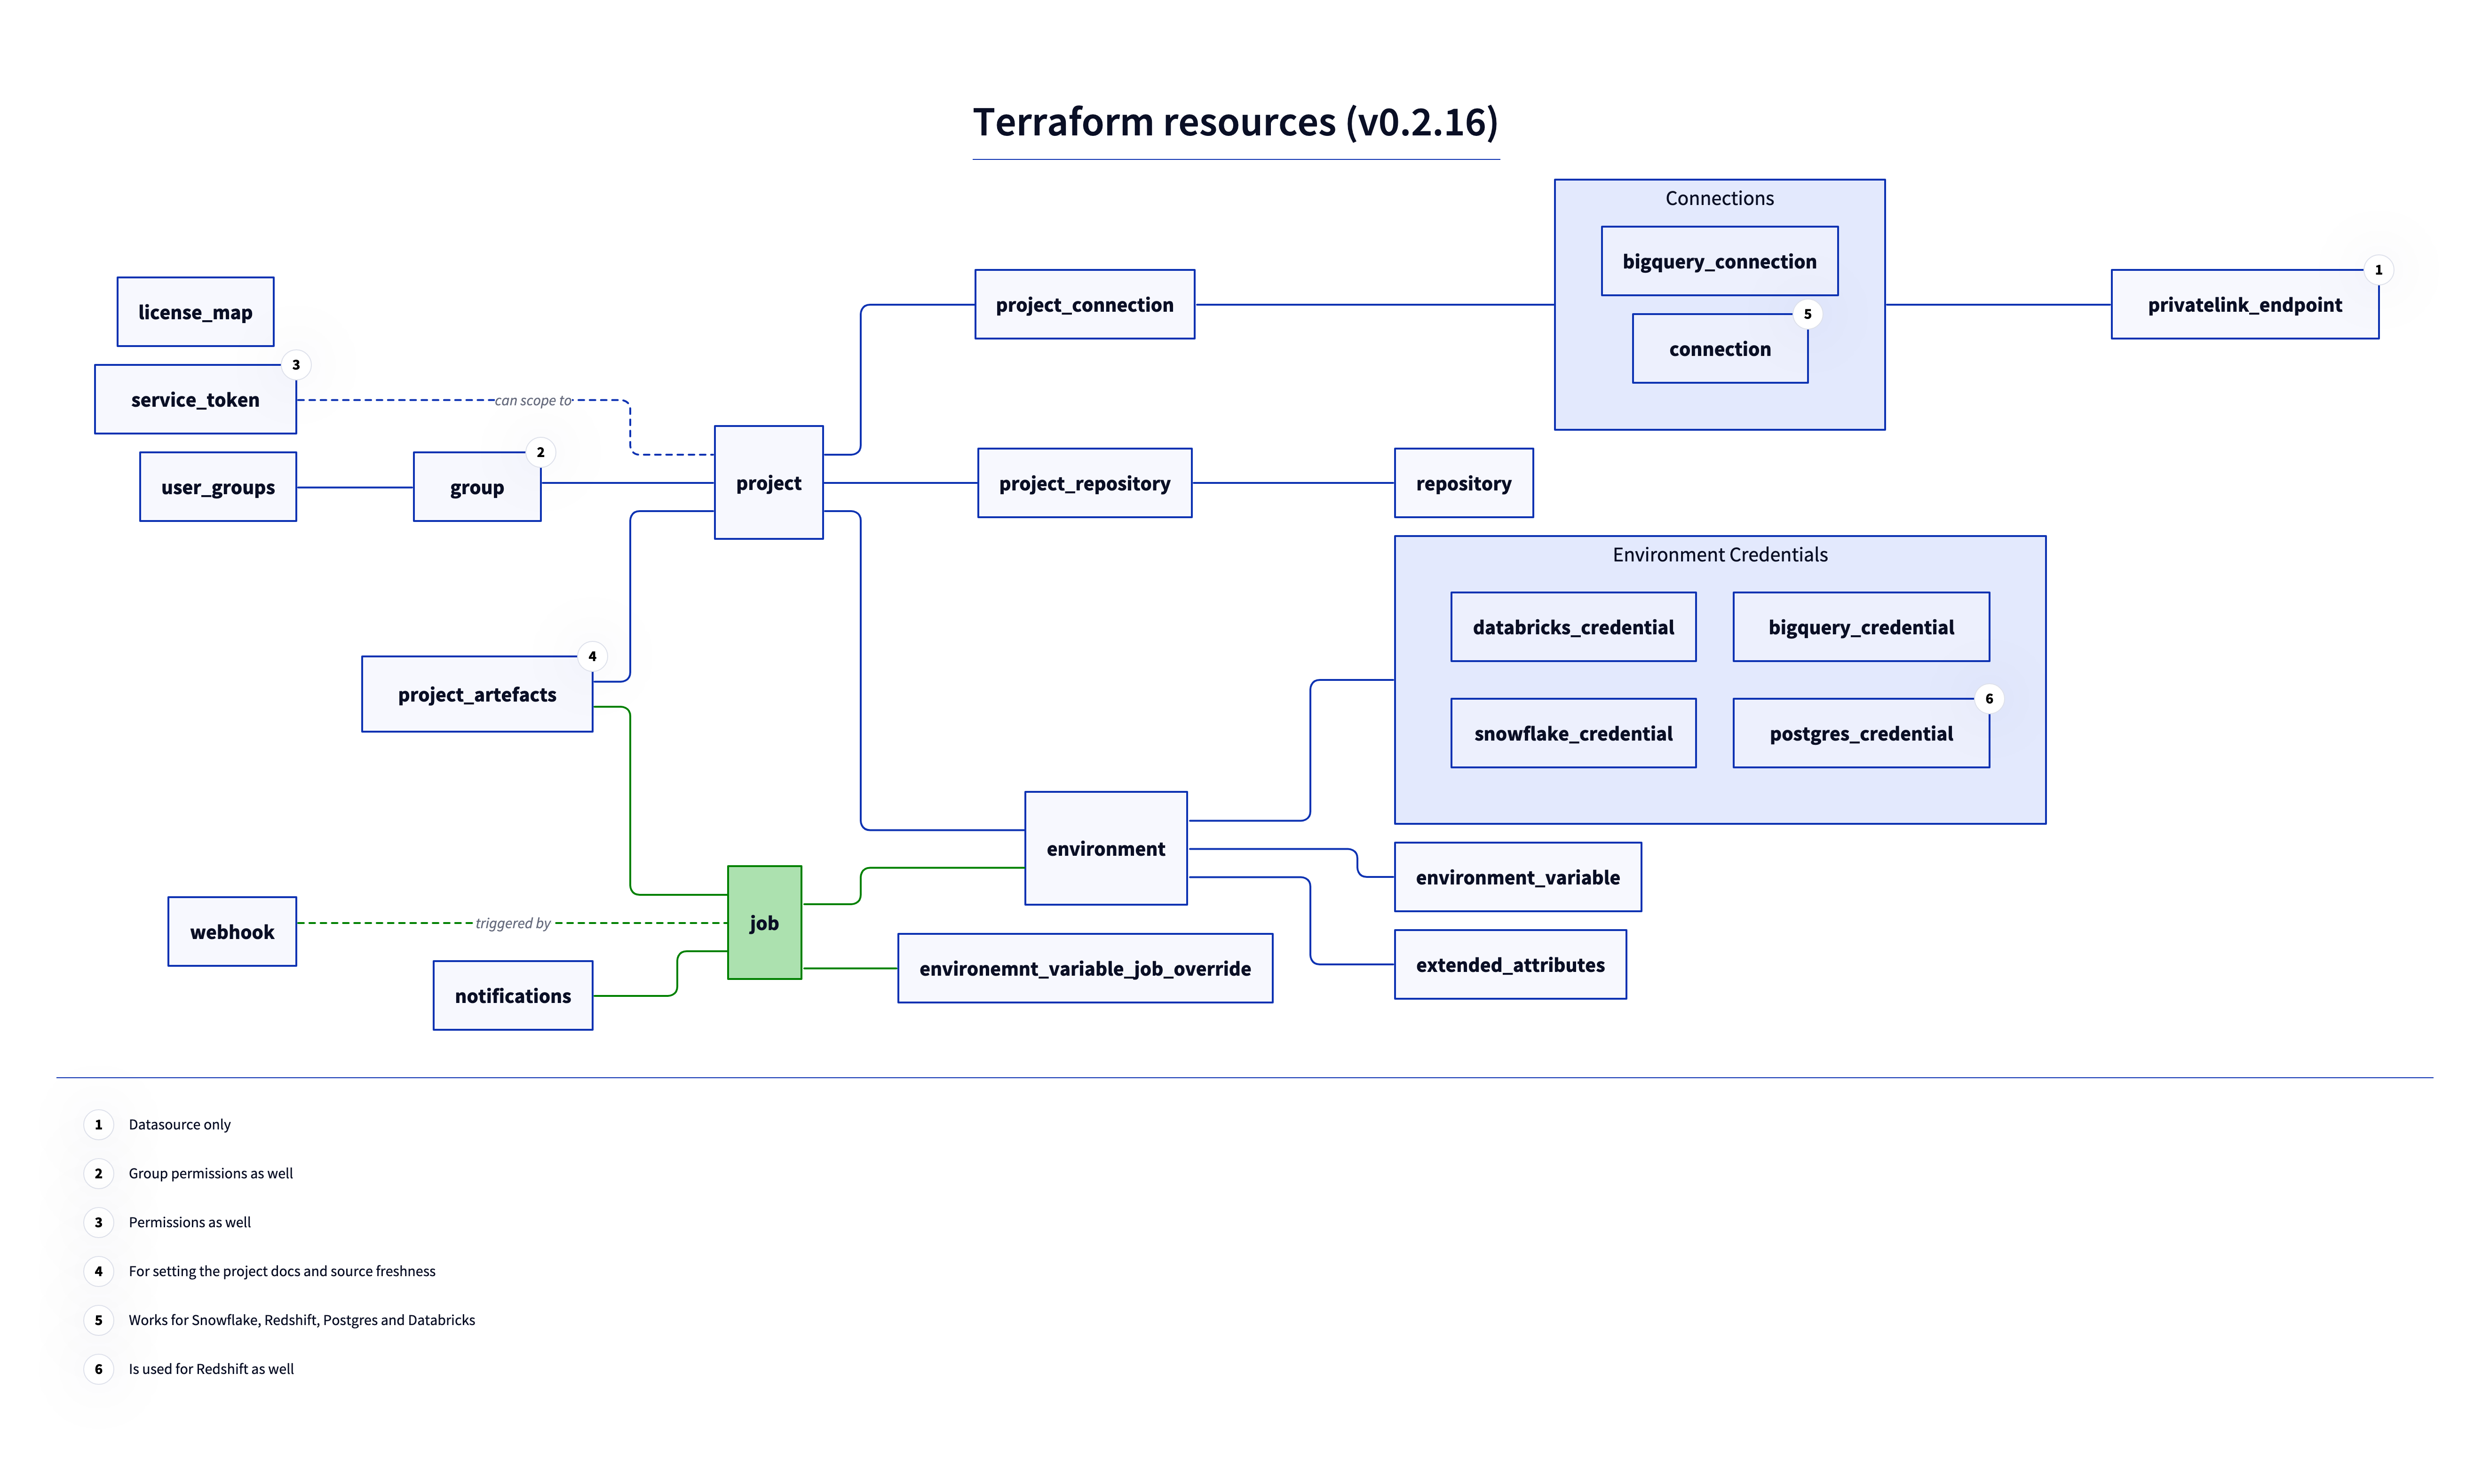 Terraform resources (v0.2.16)
Connections
bigquery_connection
1
license_map
project_connection
privatelink_endpoint
5
connection
3
service_token
can scope to
2
user_groups
group
project
project_repository
repository
Environment Credentials
databricks_credential
bigquery_credential
4
project_artefacts
6
snowflake_credential
postgres_credential
environment
environment_variable
webhook
triggered by
job
environemnt_variable_job_override
extended_attributes
notifications
1 Datasource only
2 Group permissions as well
3 Permissions as well
4 For setting the project docs and source freshness
5 Works for Snowflake, Redshift, Postgres and Databricks
6 Is used for Redshift as well